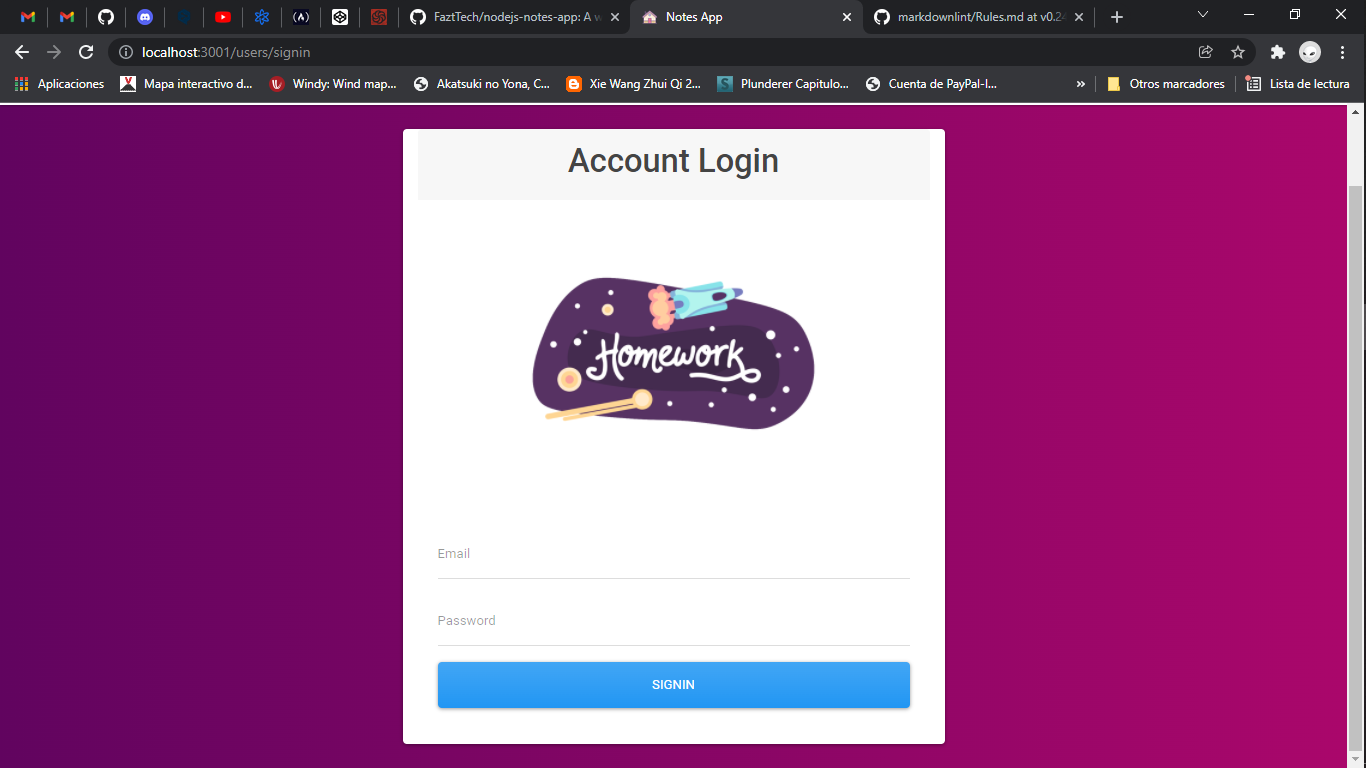 FaztTech/nodejs-notes-app: A w
Notes App
markdownlint/Rules.md at v0.24
localhost:3001/users/signin
Aplicaciones
Mapa interactivo d...
Windy: Wind map...
Akatsuki no Yona, C...
Xie Wang Zhui Qi 2...
Plunderer Capitulo...
Cuenta de PayPal-I...
»
Otros marcadores
Lista de lectura
Account Login
Homework
Email
Password
SIGNIN